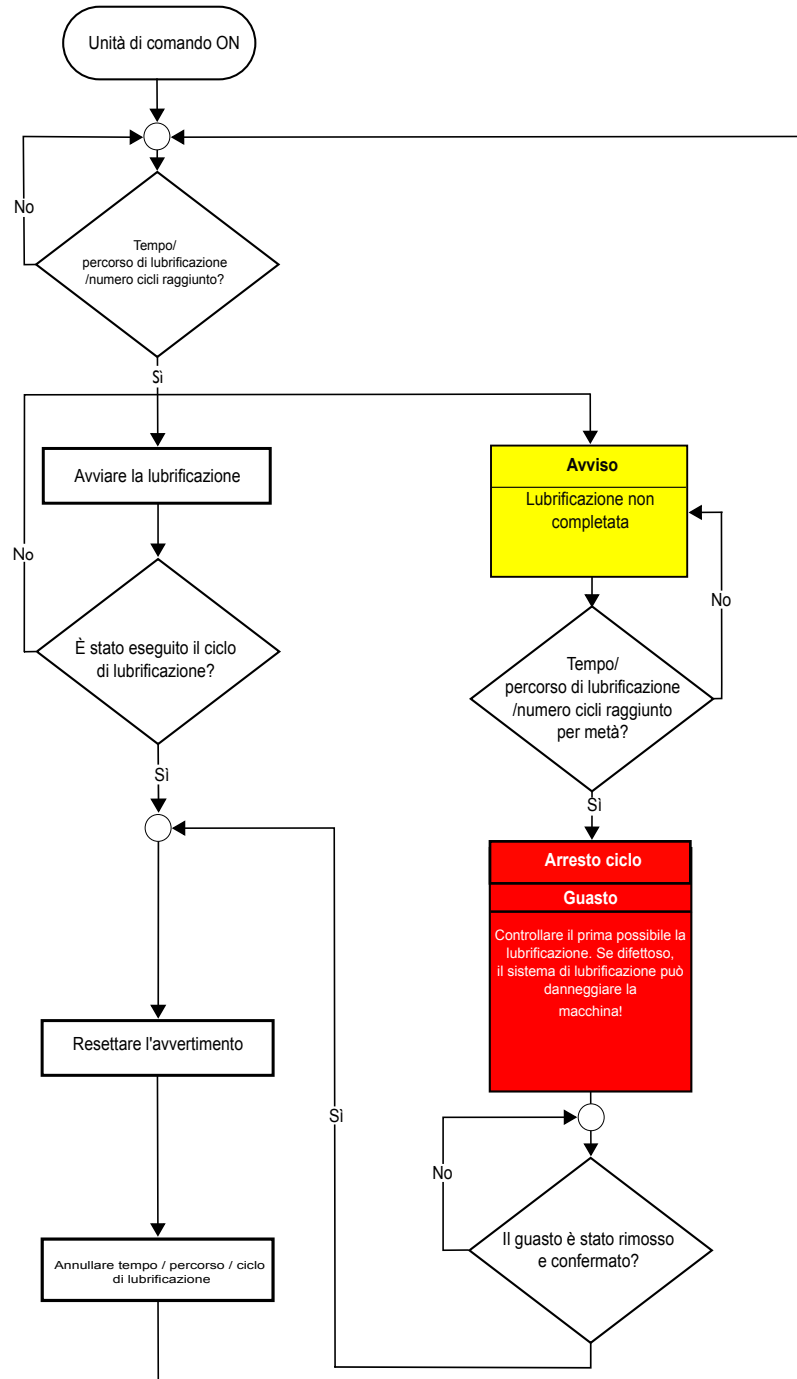 Unità di comando ON
No
Tempo/
percorso di lubrificazione
/numero cicli raggiunto?
Sì
Avviare la lubrificazione
No
È stato eseguito il ciclo
di lubrificazione?
Sì
Avviso
Lubrificazione non
completata
No
Tempo/
percorso di lubrificazione
/numero cicli raggiunto
per metà?
Sì
Arresto ciclo
Guasto
Controllare il prima possibile la
lubrificazione. Se difettoso,
il sistema di lubrificazione può
danneggiare la
macchina!
Resettare l'avvertimento
Sì
No
Il guasto è stato rimosso
e confermato?
Annullare tempo / percorso / ciclo
di lubrificazione